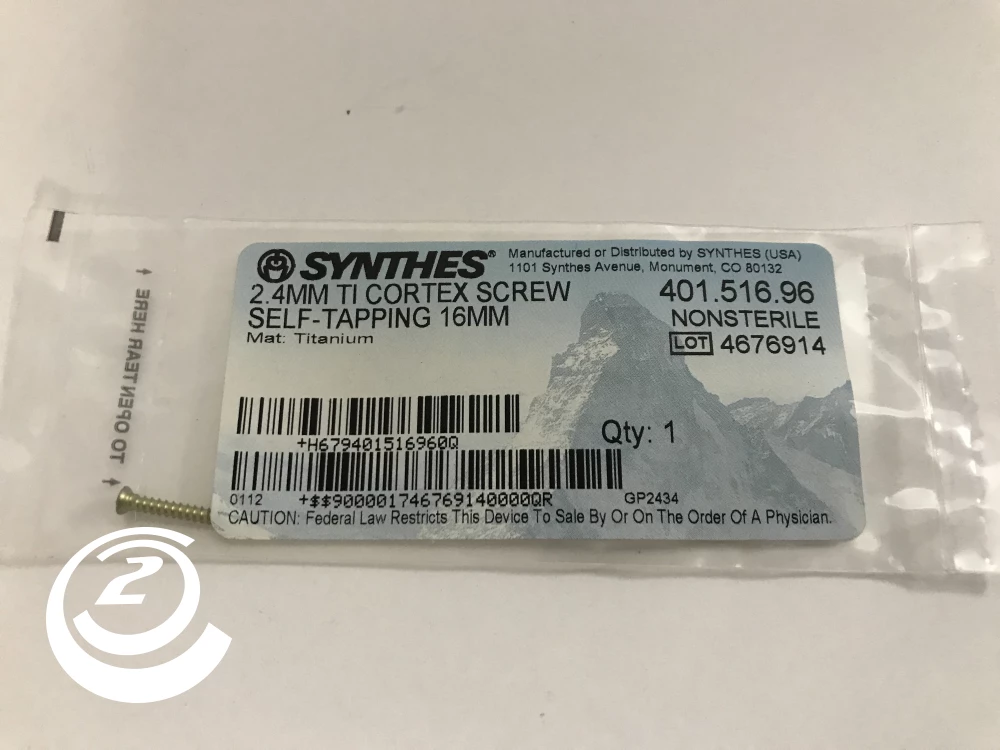 SYNTHES®
Manufactured or Distributed by SYNTHES (USA)
1101 Synthes Avenue, Monument, CO 80132
2.4MM TI CORTEX SCREW
SELF-TAPPING 16MM
Mat: Titanium
401.516.96
NONSTERILE
LOT 4676914
+H679401516960Q
Qty: 1
0112 +$$9000017467691400000QR GP2434
CAUTION: Federal Law Restricts This Device To Sale By Or On The Order Of A Physician.
TO OPEN TEAR HERE
2